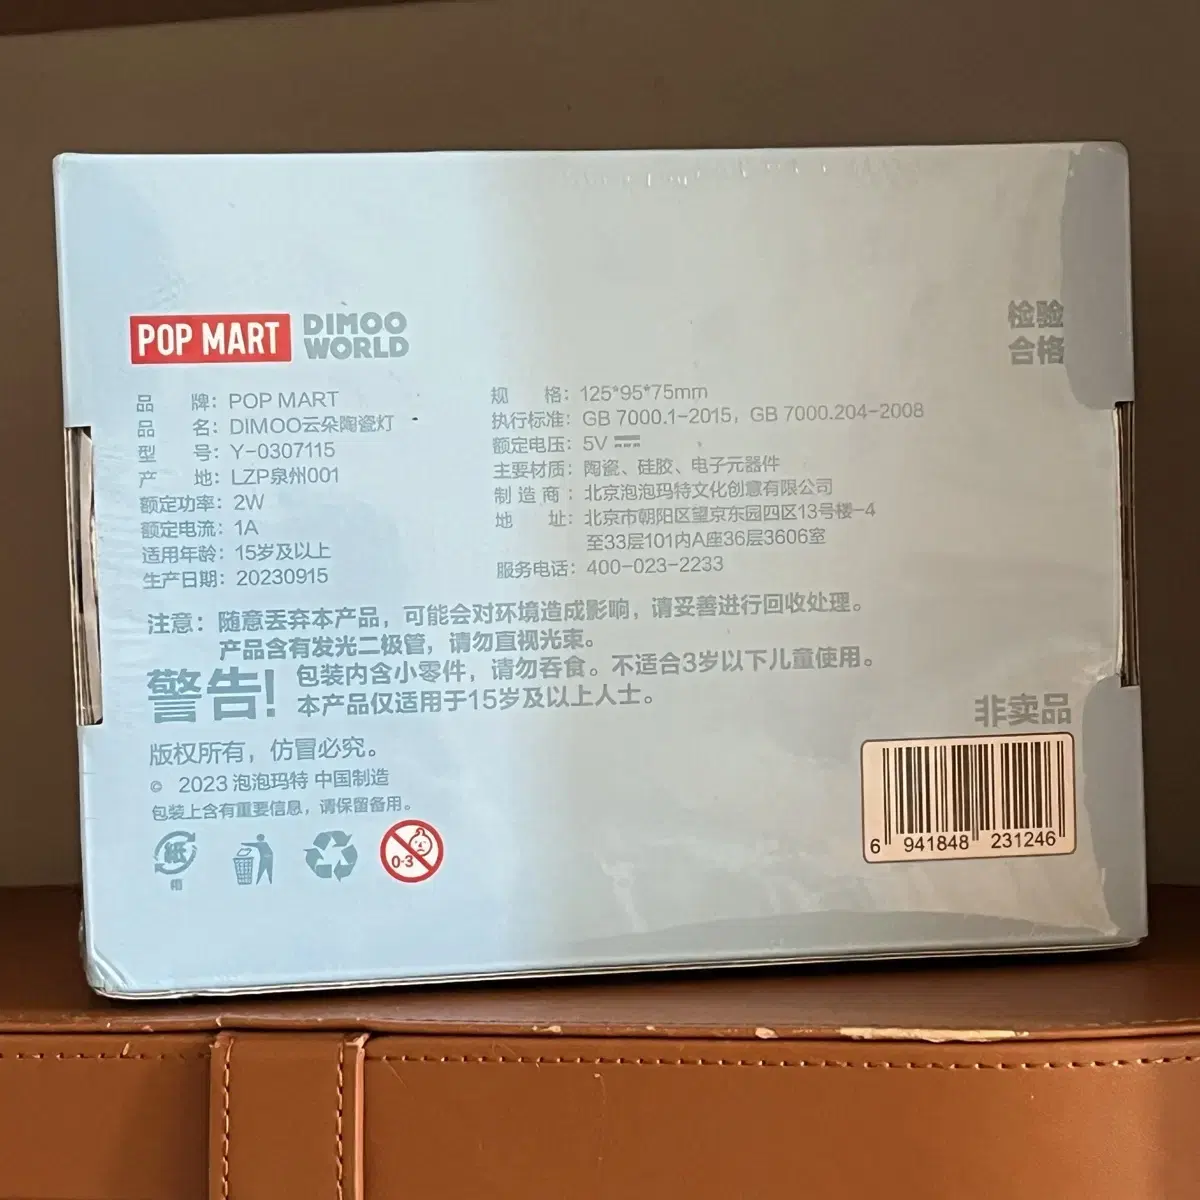 POP MART
DIMOO
WORLD
检验
合格
品 牌：POP MART
品 名：DIMOO云朵陶瓷灯
型 号：Y-0307115
产 地：LZP泉州001
额定功率：2W
额定电流：1A
适用年龄：15岁及以上
生产日期：20230915
规 格：125*95*75mm
执行标准：GB 7000.1-2015，GB 7000.204-2008
额定电压：5V
主要材质：陶瓷、硅胶、电子元器件
制造商：北京泡泡玛特文化创意有限公司
地 址：北京市朝阳区望京东园四区13号楼-4
至33层101内A座36层3606室
服务电话：400-023-2233
注意：随意丢弃本产品，可能会对环境造成影响，请妥善进行回收处理。
产品含有发光二极管，请勿直视光束。
警告!
包装内含小零件，请勿吞食。不适合3岁以下儿童使用。
本产品仅适用于15岁及以上人士。
版权所有，仿冒必究。
© 2023 泡泡玛特 中国制造
包装上含有重要信息，请保留备用。
紙
0-3
非卖品
6 941848 231246